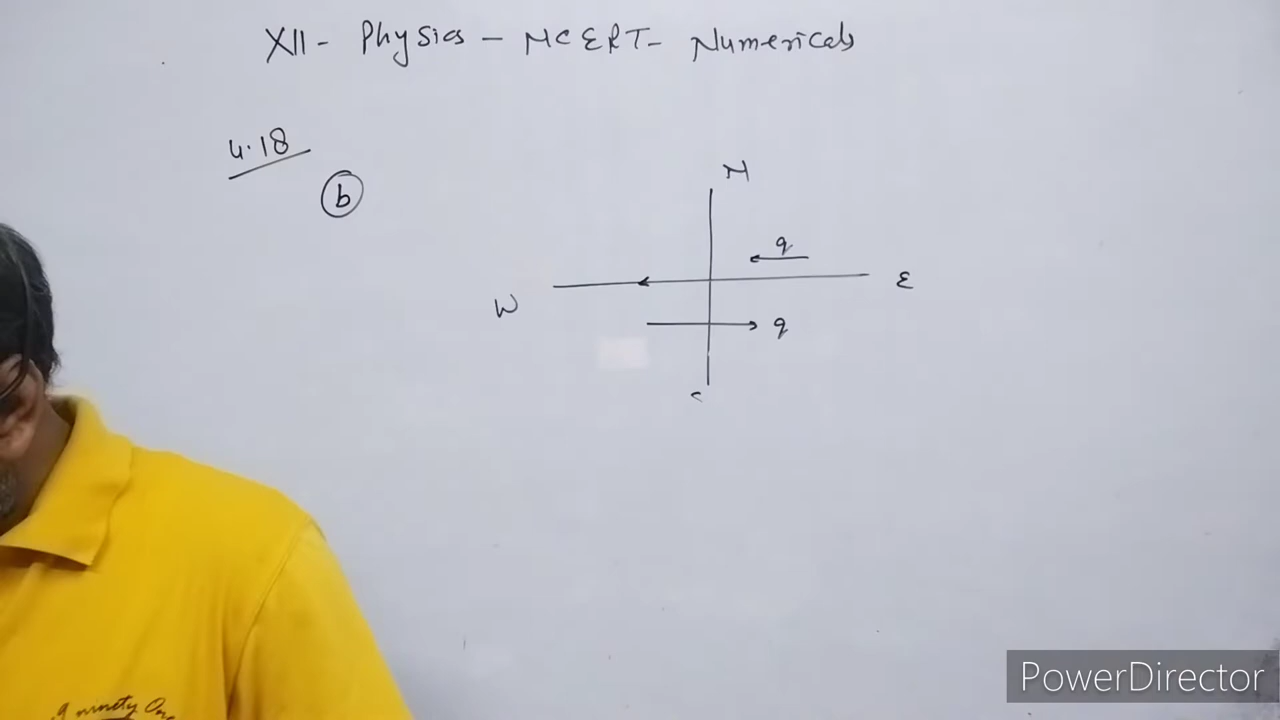 XII - Physics - NCERT - Numericals
4.18
b
N
q
E
W
q
PowerDirector